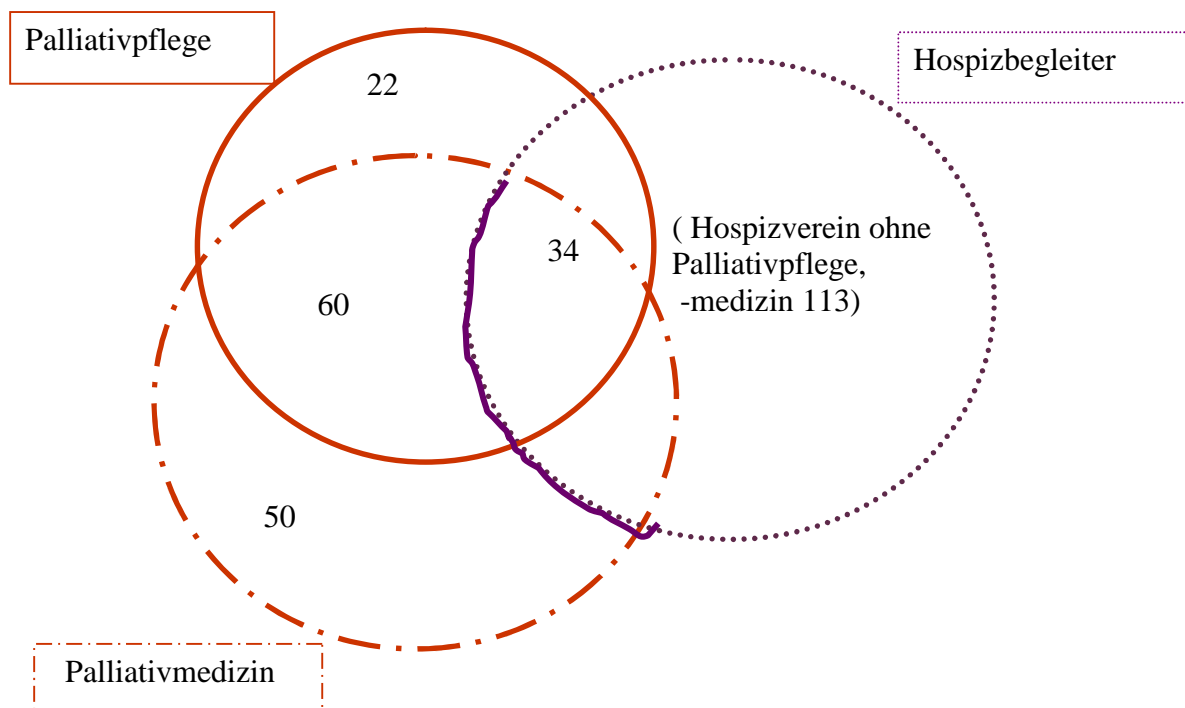 Palliativpflege
Hospizbegleiter
22
( Hospizverein ohne
Palliativpflege,
-medizin 113)
34
60
50
Palliativmedizin